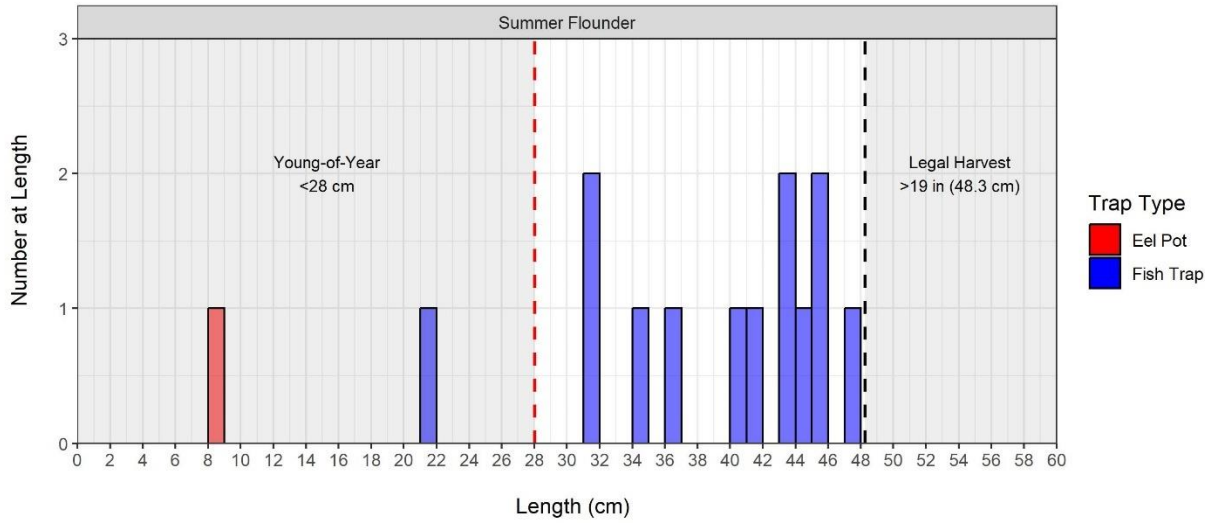 Summer Flounder
Number at Length
3
2
1
0
Young-of-Year
<28 cm
Legal Harvest
>19 in (48.3 cm)
Trap Type
Eel Pot
Fish Trap
0 2 4 6 8 10 12 14 16 18 20 22 24 26 28 30 32 34 36 38 40 42 44 46 48 50 52 54 56 58 60
Length (cm)